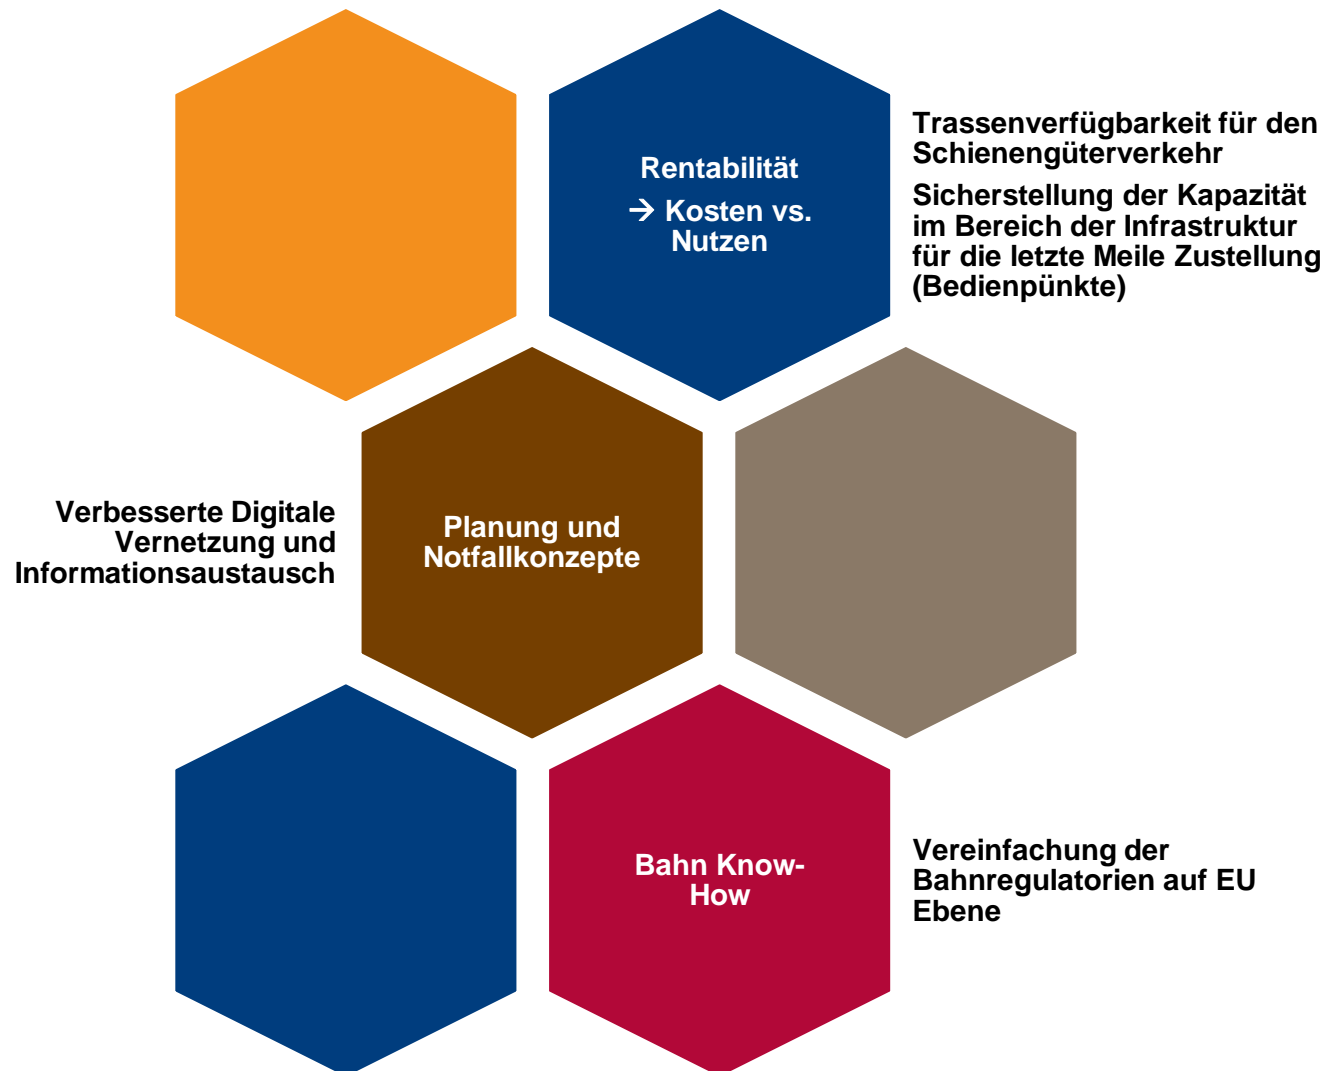 Rentabilität
→ Kosten vs.
Nutzen
Trassenverfügbarkeit für den
Schienengüterverkehr
Sicherstellung der Kapazität
im Bereich der Infrastruktur
für die letzte Meile Zustellung
(Bedienpünkte)
Verbesserte Digitale
Vernetzung und
Informationsaustausch
Planung und
Notfallkonzepte
Bahn Know-
How
Vereinfachung der
Bahnregulatorien auf EU
Ebene